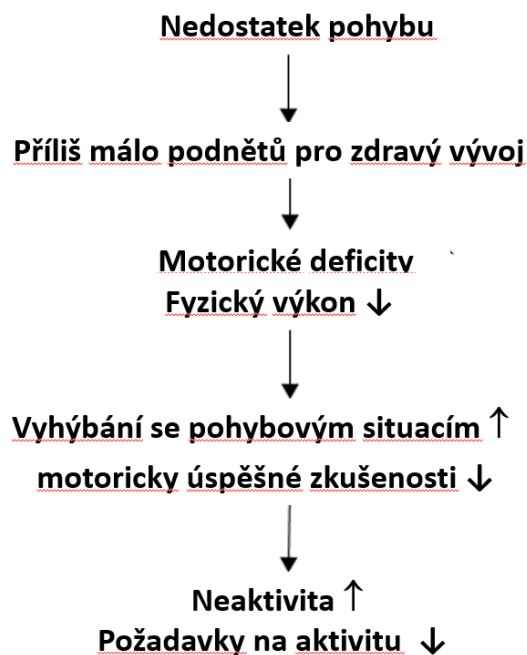 Nedostatek pohybu
Příliš málo podnětů pro zdravý vývoj
Motorické deficity
Fyzický výkon ↓
Vyhýbání se pohybovým situacím ↑
motoricky úspěšné zkušenosti ↓
Neaktivita ↑
Požadavky na aktivitu ↓